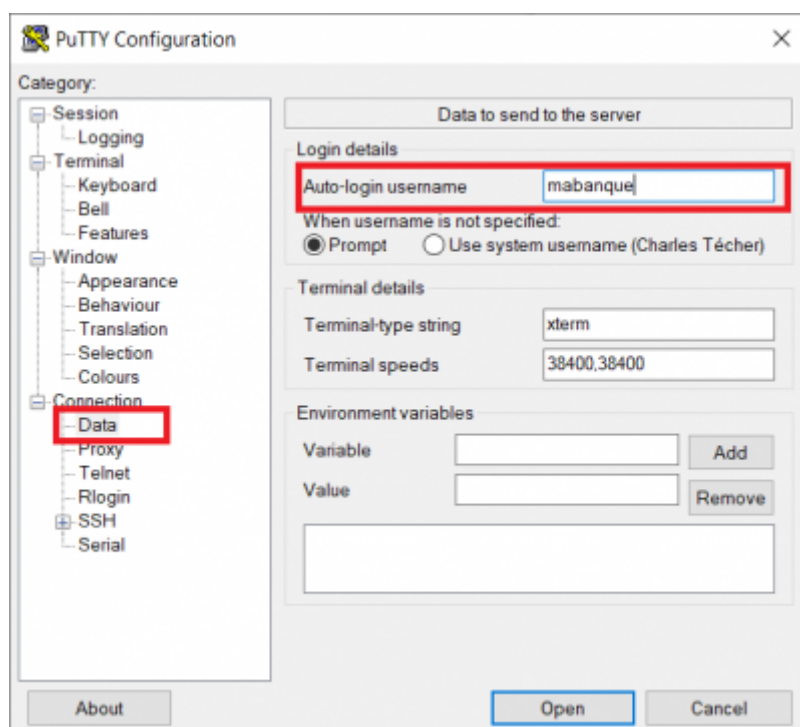 PuTTY Configuration
Category:
Session
Logging
Terminal
Keyboard
Bell
Features
Window
Appearance
Behaviour
Translation
Selection
Colours
Connection
Data
Proxy
Telnet
Rlogin
SSH
Serial
Data to send to the server
Login details
Auto-login username mabanque
When username is not specified:
Prompt Use system username (Charles Técher)
Terminal details
Terminal-type string xterm
Terminal speeds 38400,38400
Environment variables
Variable Add
Value Remove
About Open Cancel